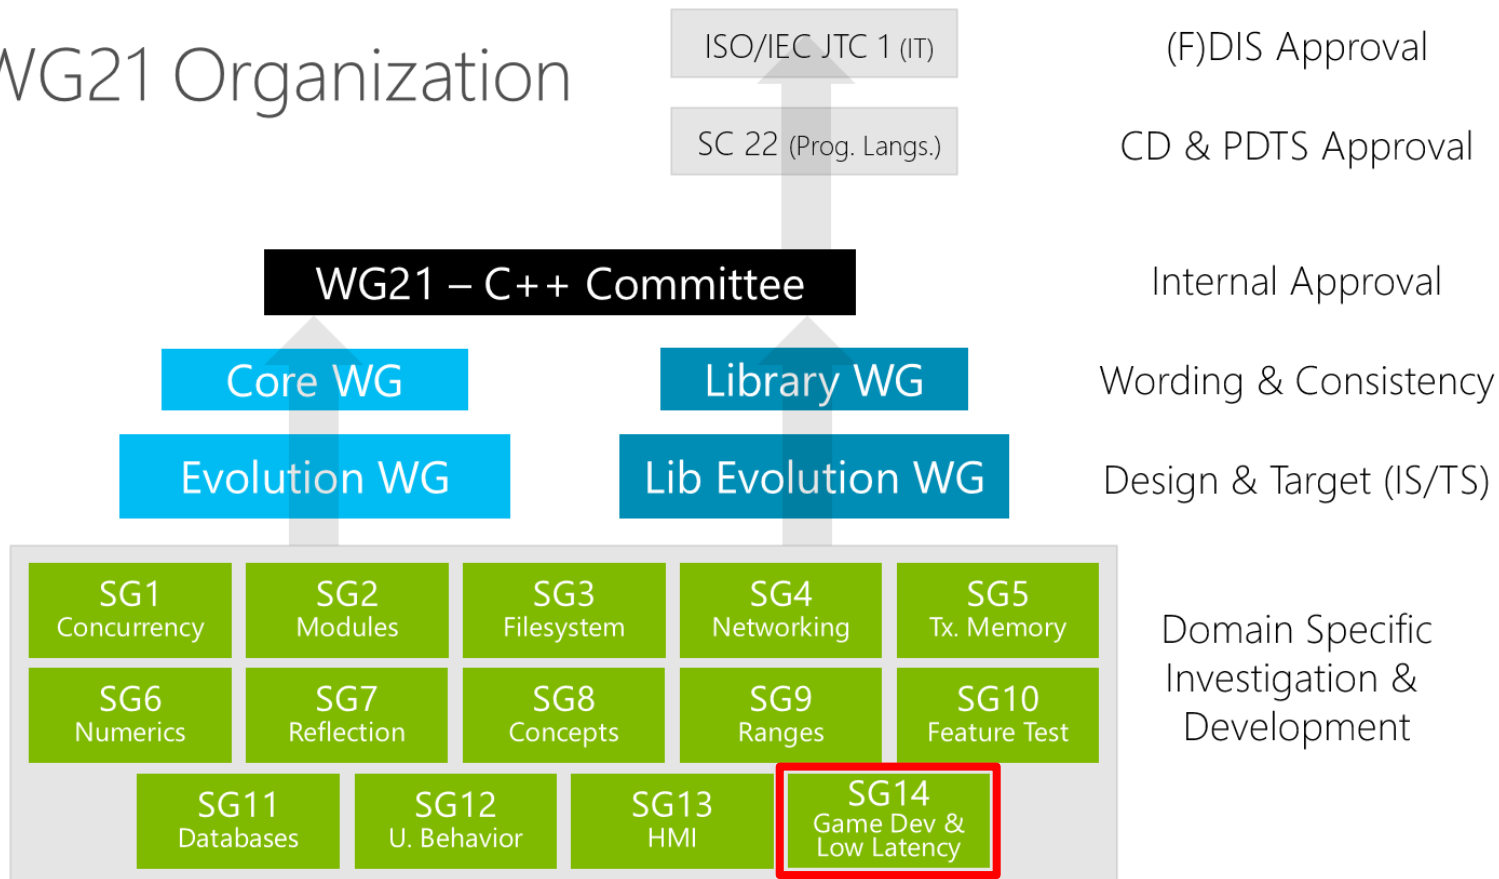 WG21 Organization
ISO/IEC JTC 1 (IT)
(F)DIS Approval
SC 22 (Prog. Langs.)
CD & PDTS Approval
WG21 – C++ Committee
Internal Approval
Core WG
Library WG
Wording & Consistency
Evolution WG
Lib Evolution WG
Design & Target (IS/TS)
SG1
Concurrency
SG2
Modules
SG3
Filesystem
SG4
Networking
SG5
Tx. Memory
Domain Specific
Investigation &
Development
SG6
Numerics
SG7
Reflection
SG8
Concepts
SG9
Ranges
SG10
Feature Test
SG11
Databases
SG12
U. Behavior
SG13
HMI
SG14
Game Dev &
Low Latency